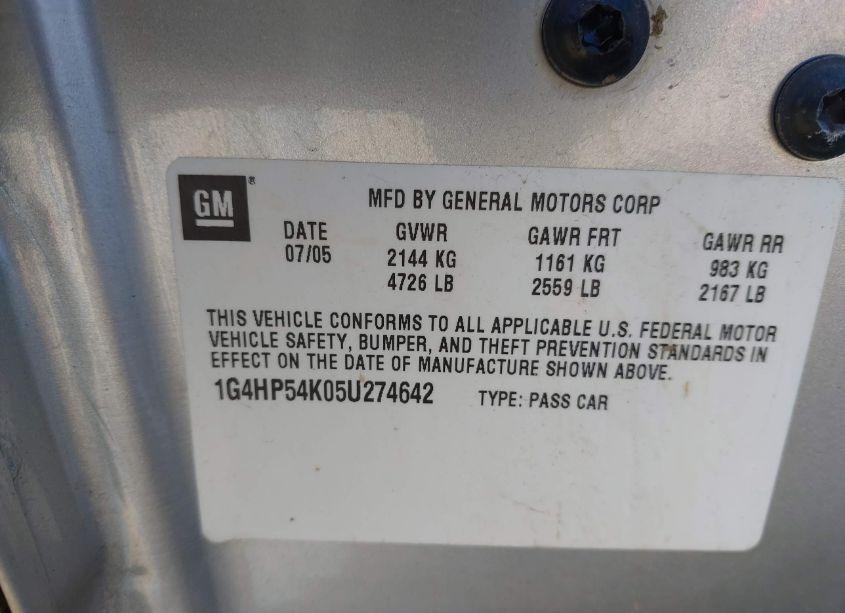 GM®
MFD BY GENERAL MOTORS CORP
DATE GVWR GAWR FRT GAWR RR
07/05 2144 KG 1161 KG 983 KG
4726 LB 2559 LB 2167 LB
THIS VEHICLE CONFORMS TO ALL APPLICABLE U.S. FEDERAL MOTOR
VEHICLE SAFETY, BUMPER, AND THEFT PREVENTION STANDARDS IN
EFFECT ON THE DATE OF MANUFACTURE SHOWN ABOVE.
1G4HP54K05U274642 TYPE: PASS CAR